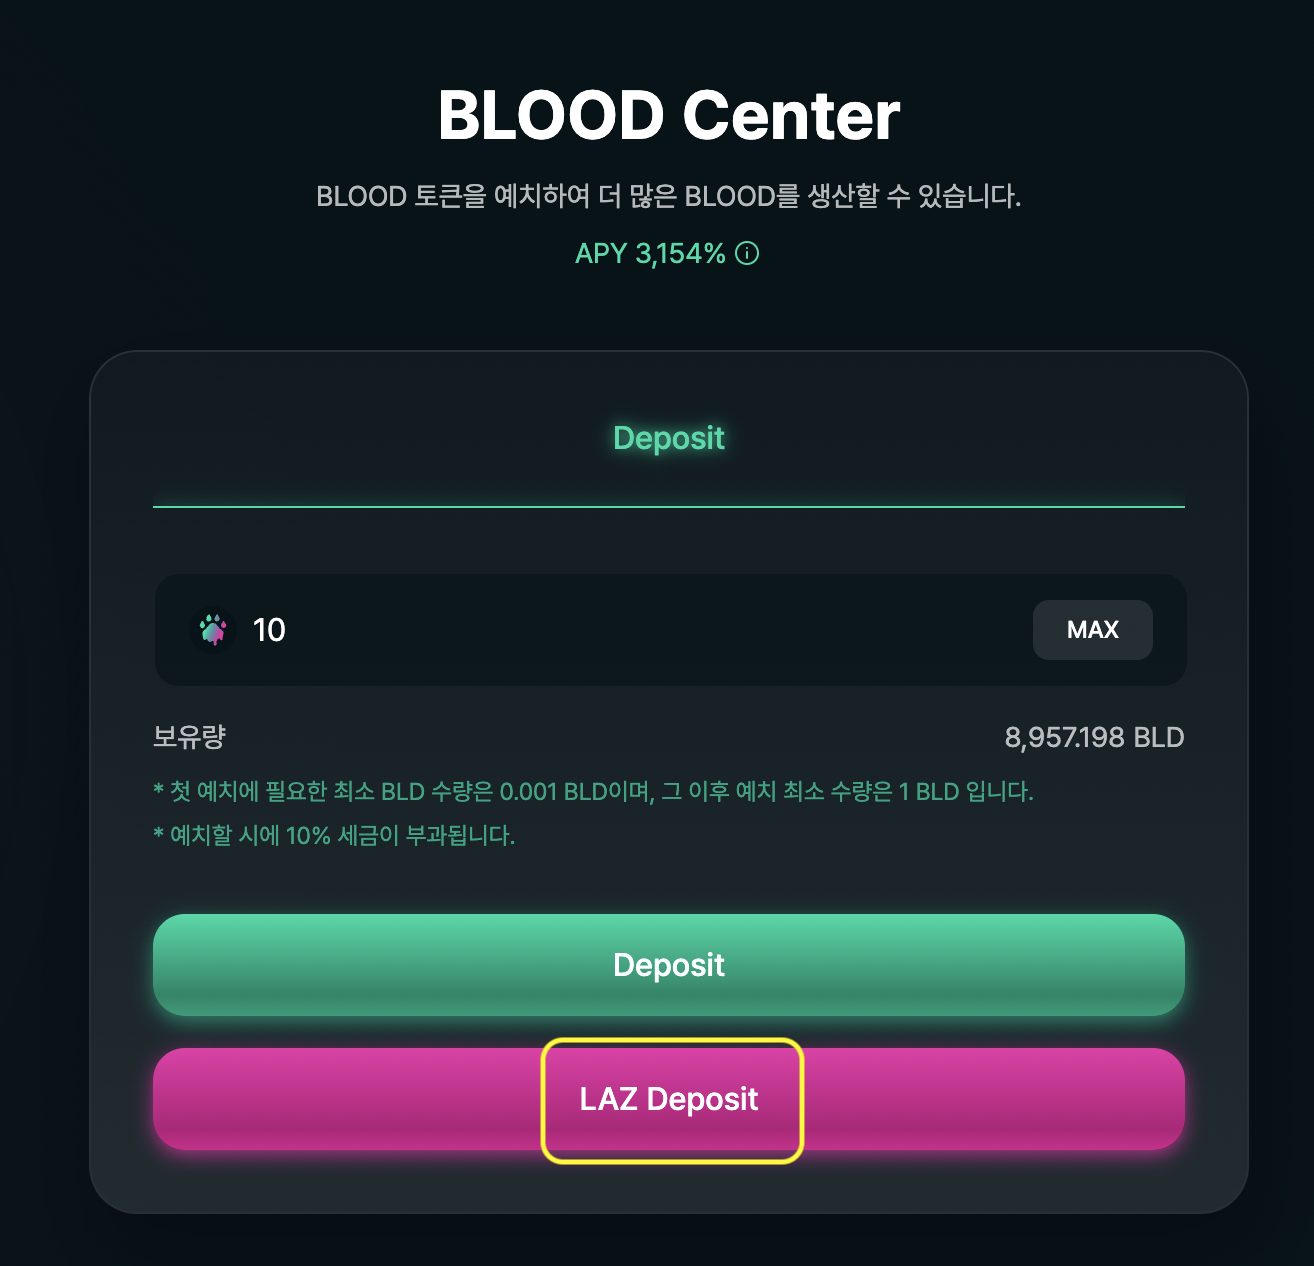 BLOOD Center
BLOOD 토큰을 예치하여 더 많은 BLOOD를 생산할 수 있습니다.
APY 3,154%
Deposit
10
MAX
보유량
8,957.198 BLD
* 첫 예치에 필요한 최소 BLD 수량은 0.001 BLD이며, 그 이후 예치 최소 수량은 1 BLD 입니다.
* 예치할 시에 10% 세금이 부과됩니다.
Deposit
LAZ Deposit